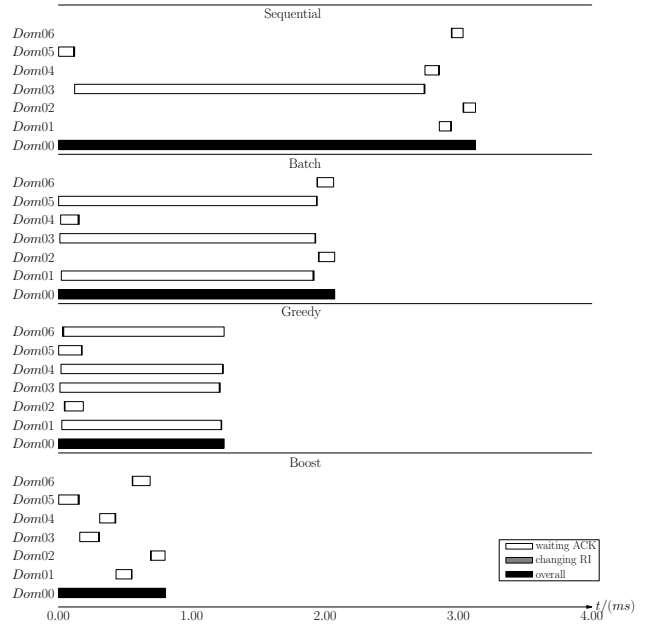 Sequential
Dom06
Dom05
Dom04
Dom03
Dom02
Dom01
Dom00
Batch
Dom06
Dom05
Dom04
Dom03
Dom02
Dom01
Dom00
Greedy
Dom06
Dom05
Dom04
Dom03
Dom02
Dom01
Dom00
Boost
Dom06
Dom05
Dom04
Dom03
Dom02
Dom01
Dom00
waiting ACK
changing RI
overall
t/(ms)
0.00 1.00 2.00 3.00 4.00